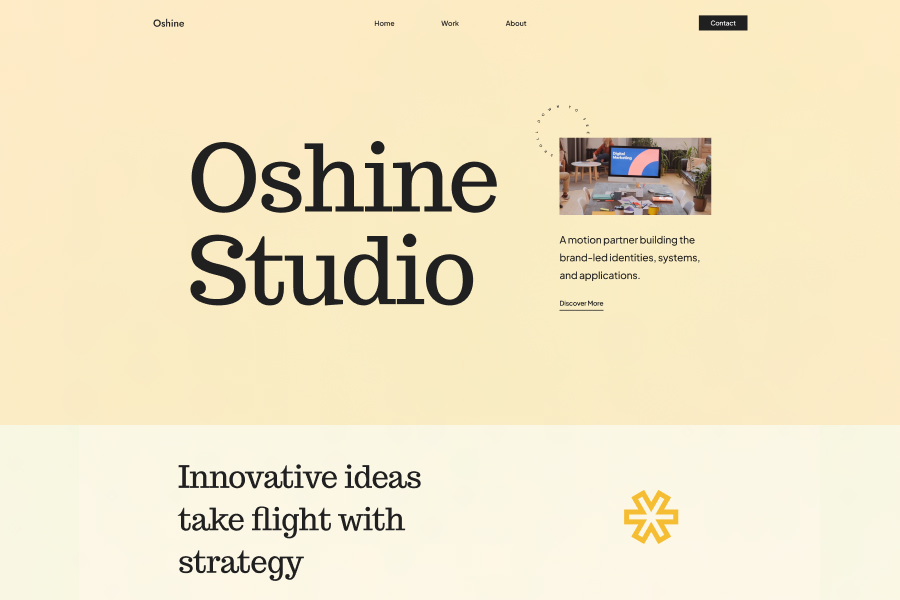 Oshine
Home
Work
About
Contact
Oshine
Studio
Digital
Marketing
A motion partner building the
brand-led identities, systems,
and applications.
Discover More
Innovative ideas
take flight with
strategy